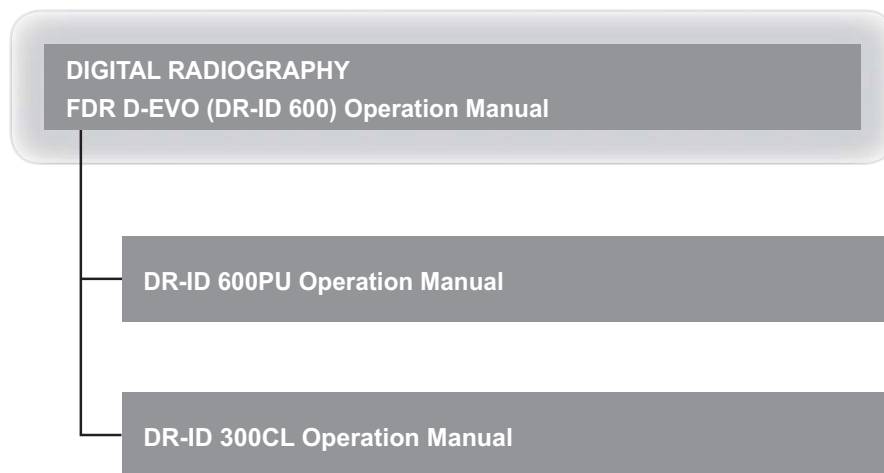 DIGITAL RADIOGRAPHY
FDR D-EVO (DR-ID 600) Operation Manual
DR-ID 600PU Operation Manual
DR-ID 300CL Operation Manual